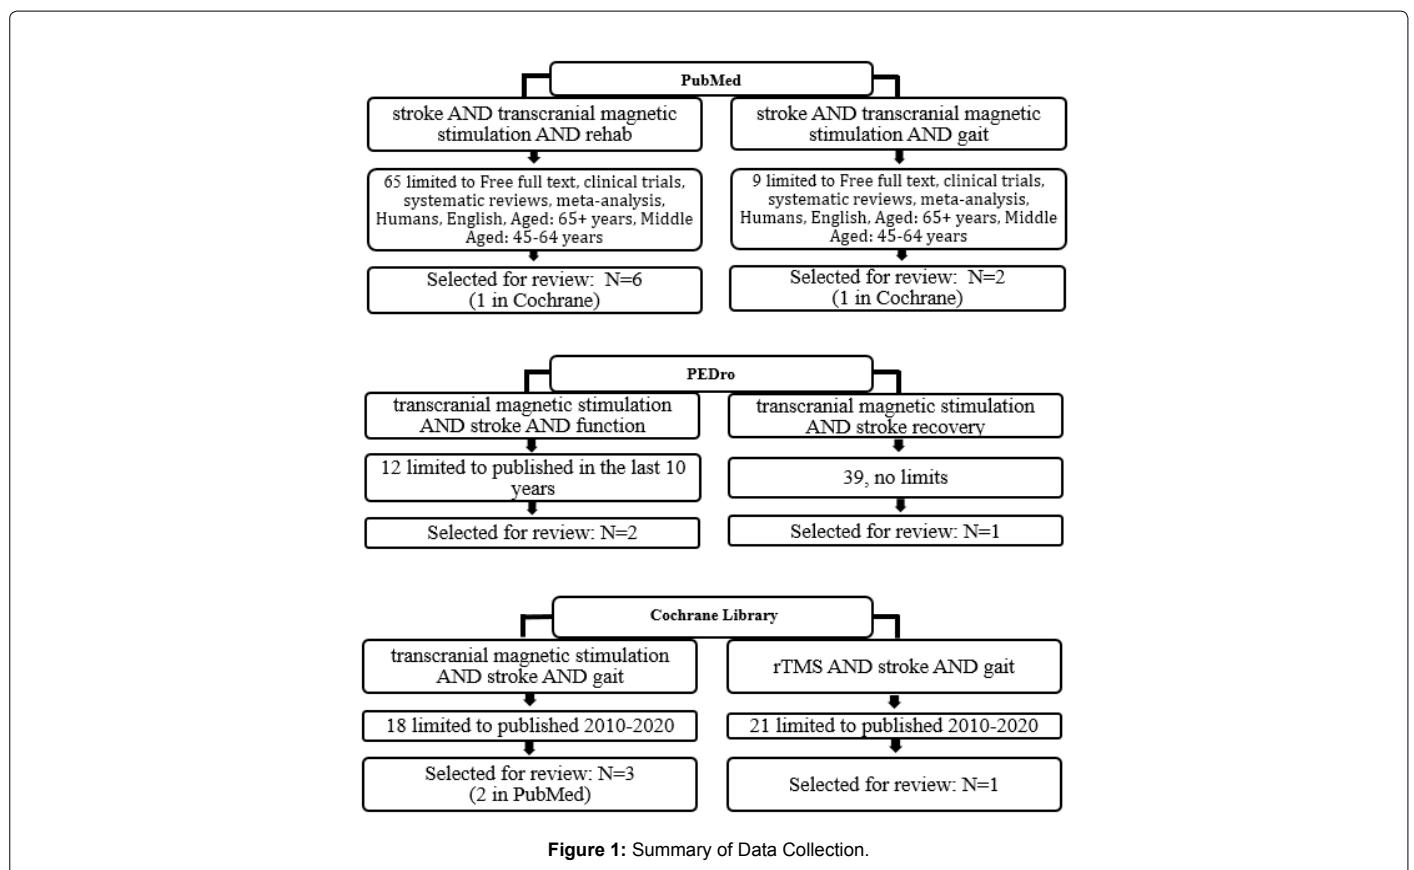 PubMed
stroke AND transcranial magnetic
stimulation AND rehab
65 limited to Free full text, clinical trials,
systematic reviews, meta-analysis,
Humans, English, Aged: 65+ years, Middle
Aged: 45-64 years
Selected for review:  N=6
(1 in Cochrane)
stroke AND transcranial magnetic
stimulation AND gait
9 limited to Free full text, clinical trials,
systematic reviews, meta-analysis,
Humans, English, Aged: 65+ years, Middle
Aged: 45-64 years
Selected for review:  N=2
(1 in Cochrane)
PEDro
transcranial magnetic stimulation
AND stroke AND function
12 limited to published in the last 10
years
Selected for review: N=2
transcranial magnetic stimulation
AND stroke recovery
39, no limits
Selected for review: N=1
Cochrane Library
transcranial magnetic stimulation
AND stroke AND gait
18 limited to published 2010-2020
Selected for review: N=3
(2 in PubMed)
rTMS AND stroke AND gait
21 limited to published 2010-2020
Selected for review: N=1
Figure 1: Summary of Data Collection.